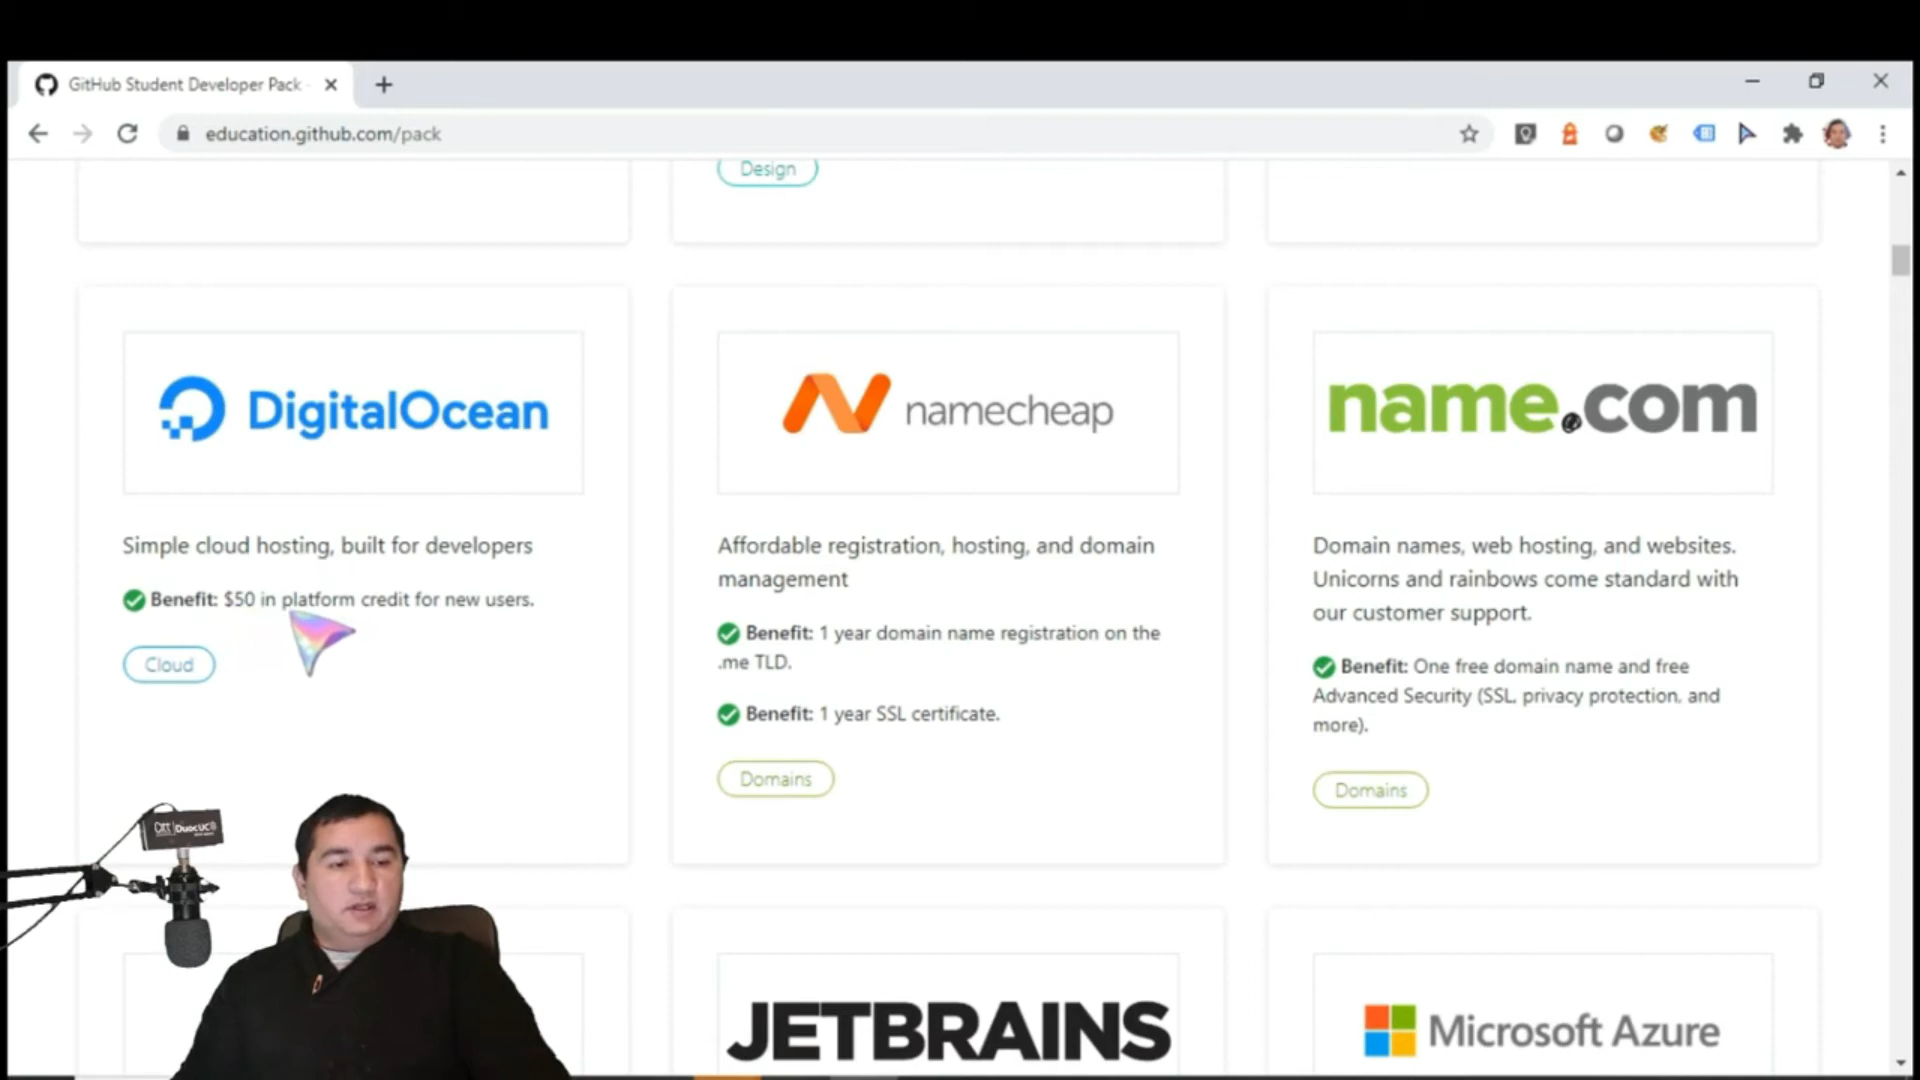 GitHub Student Developer Pack -
education.github.com/pack
Design
DigitalOcean
Simple cloud hosting, built for developers
Benefit: $50 in platform credit for new users.
Cloud
namecheap
Affordable registration, hosting, and domain
management
Benefit: 1 year domain name registration on the
.me TLD.
Benefit: 1 year SSL certificate.
Domains
name.com
Domain names, web hosting, and websites.
Unicorns and rainbows come standard with
our customer support.
Benefit: One free domain name and free
Advanced Security (SSL, privacy protection, and
more).
Domains
DuocUC
JETBRAINS
Microsoft Azure